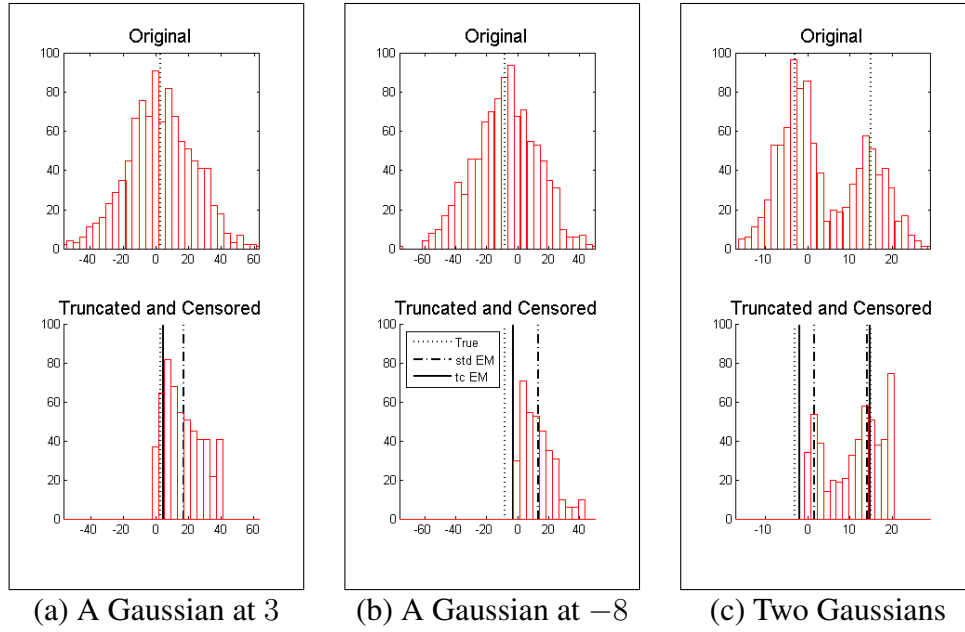 Original
100
80
60
40
20
0
-40 -20 0 20 40 60
Truncated and Censored
100
80
60
40
20
0
-40 -20 0 20 40 60
(a) A Gaussian at 3
Original
100
80
60
40
20
0
-60 -40 -20 0 20 40
Truncated and Censored
100
80
60
40
20
0
True
std EM
tc EM
-60 -40 -20 0 20 40
(b) A Gaussian at −8
Original
100
80
60
40
20
0
-10 0 10 20
Truncated and Censored
100
80
60
40
20
0
-10 0 10 20
(c) Two Gaussians